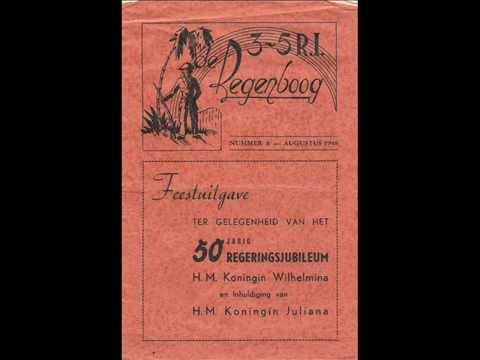 3-5 R.I.
de Regenboog
NUMMER 8 — AUGUSTUS 1948
Feestuitgave
TER GELEGENHEID VAN HET
50 JARIG
REGERINGSJUBILEUM
H. M. Koningin Wilhelmina
en Inhuldiging van
H. M. Koningin Juliana